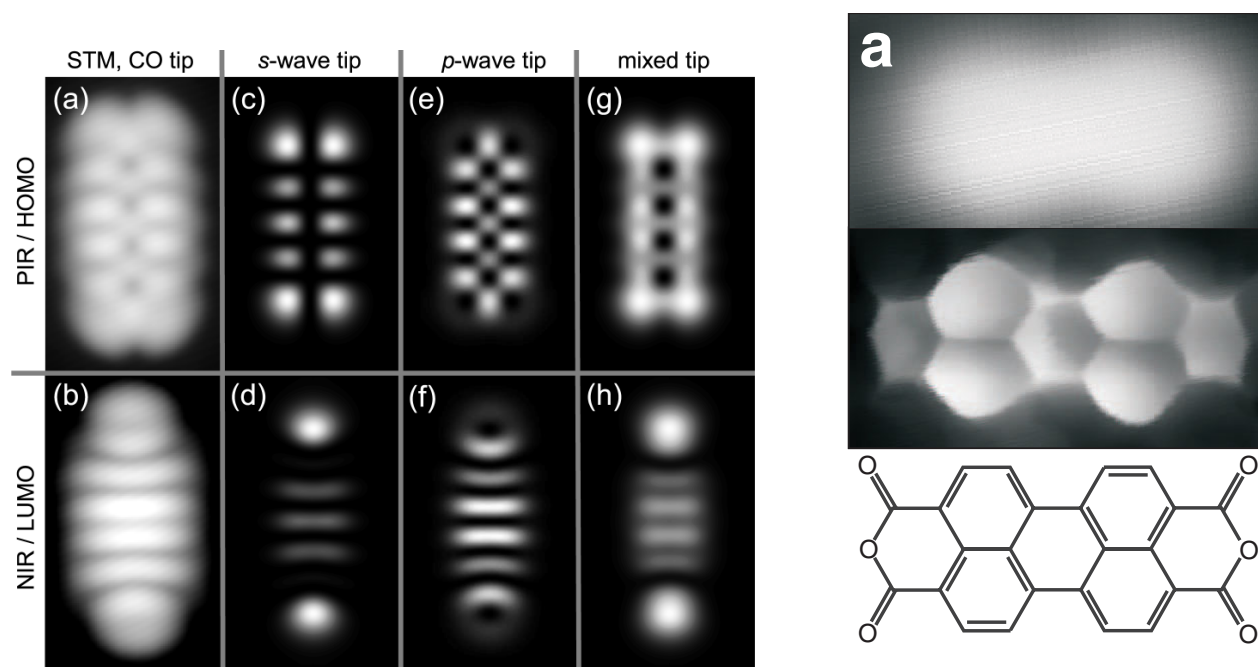 STM, CO tip
s-wave tip
p-wave tip
mixed tip
PIR / HOMO
(a)
(c)
(e)
(g)
NIR / LUMO
(b)
(d)
(f)
(h)
a
O
O
O
O
O
O